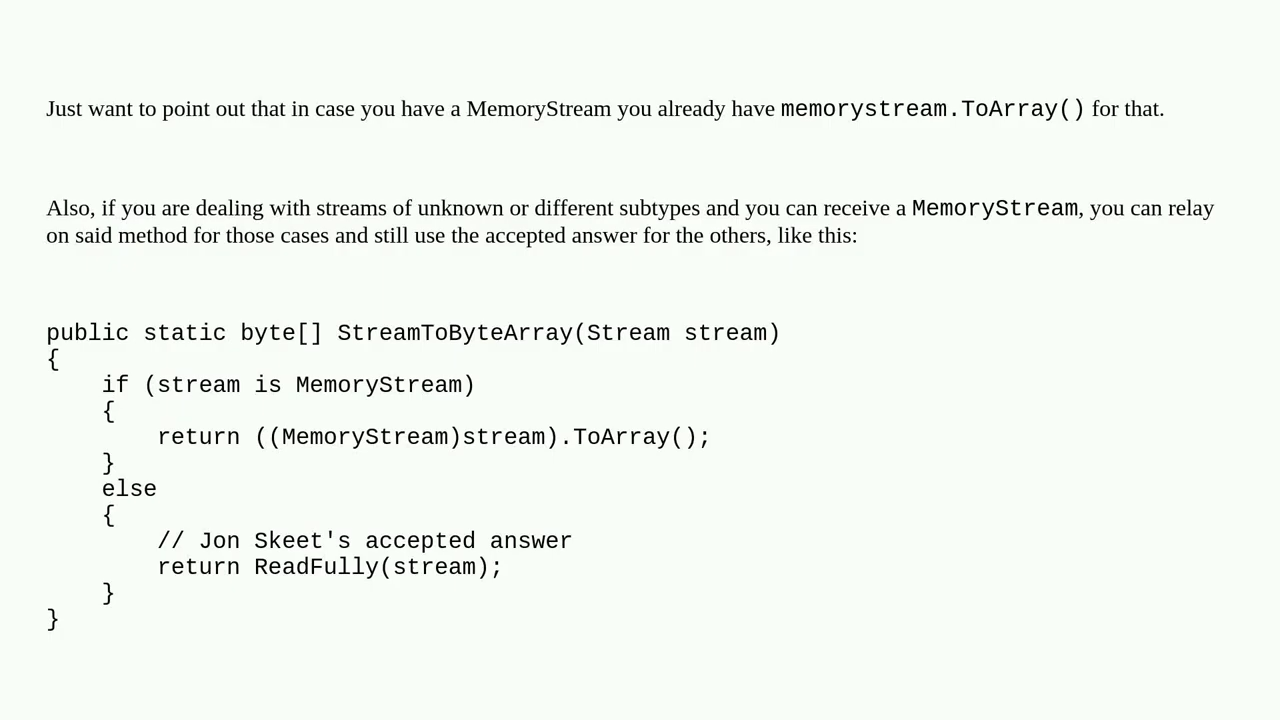 Just want to point out that in case you have a MemoryStream you already have memorystream.ToArray() for that.
Also, if you are dealing with streams of unknown or different subtypes and you can receive a MemoryStream, you can relay
on said method for those cases and still use the accepted answer for the others, like this:
public static byte[] StreamToByteArray(Stream stream)
{
    if (stream is MemoryStream)
    {
        return ((MemoryStream)stream).ToArray();
    }
    else
    {
        // Jon Skeet's accepted answer
        return ReadFully(stream);
    }
}